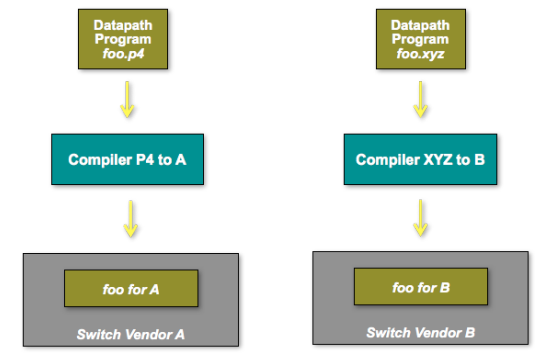 Datapath
Program
foo.p4
Compiler P4 to A
foo for A
Switch Vendor A
Datapath
Program
foo.xyz
Compiler XYZ to B
foo for B
Switch Vendor B